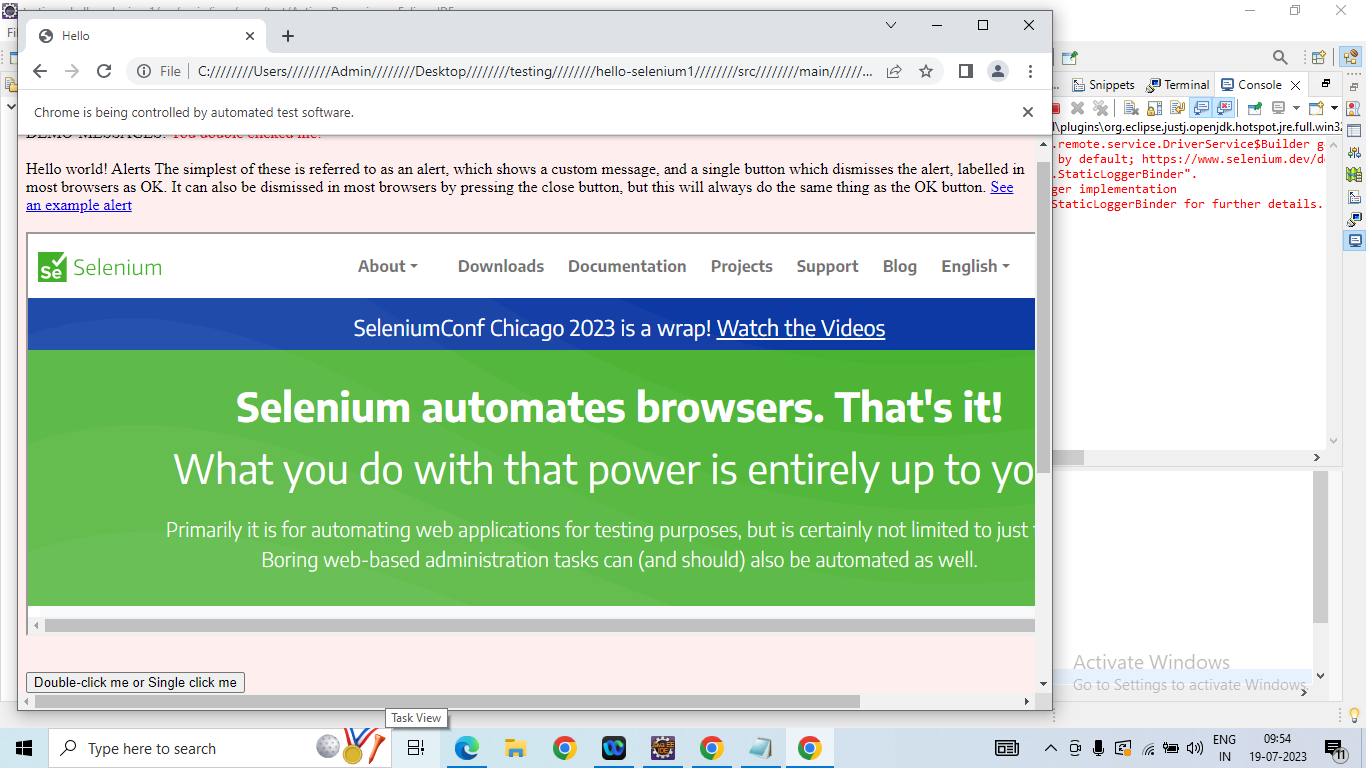 Hello
File
C:////////Users////////Admin////////Desktop////////testing////////hello-selenium1////////src////////main//////...
Chrome is being controlled by automated test software.
You double clicked me!
Hello world! Alerts The simplest of these is referred to as an alert, which shows a custom message, and a single button which dismisses the alert, labelled in
most browsers as OK. It can also be dismissed in most browsers by pressing the close button, but this will always do the same thing as the OK button. See
an example alert
Se Selenium
About Downloads Documentation Projects Support Blog English
SeleniumConf Chicago 2023 is a wrap! Watch the Videos
Selenium automates browsers. That's it!
What you do with that power is entirely up to yo
Primarily it is for automating web applications for testing purposes, but is certainly not limited to just
Boring web-based administration tasks can (and should) also be automated as well.
Double-click me or Single click me
Task View
Snippets Terminal Console
l\plugins\org.eclipse.justj.openjdk.hotspot.jre.full.win32
.remote.service.DriverService$Builder g
by default; https://www.selenium.dev/d
.StaticLoggerBinder".
ger implementation
StaticLoggerBinder for further details.
Activate Windows
Go to Settings to activate Windows.
Type here to search
ENG
IN
09:54
19-07-2023
11